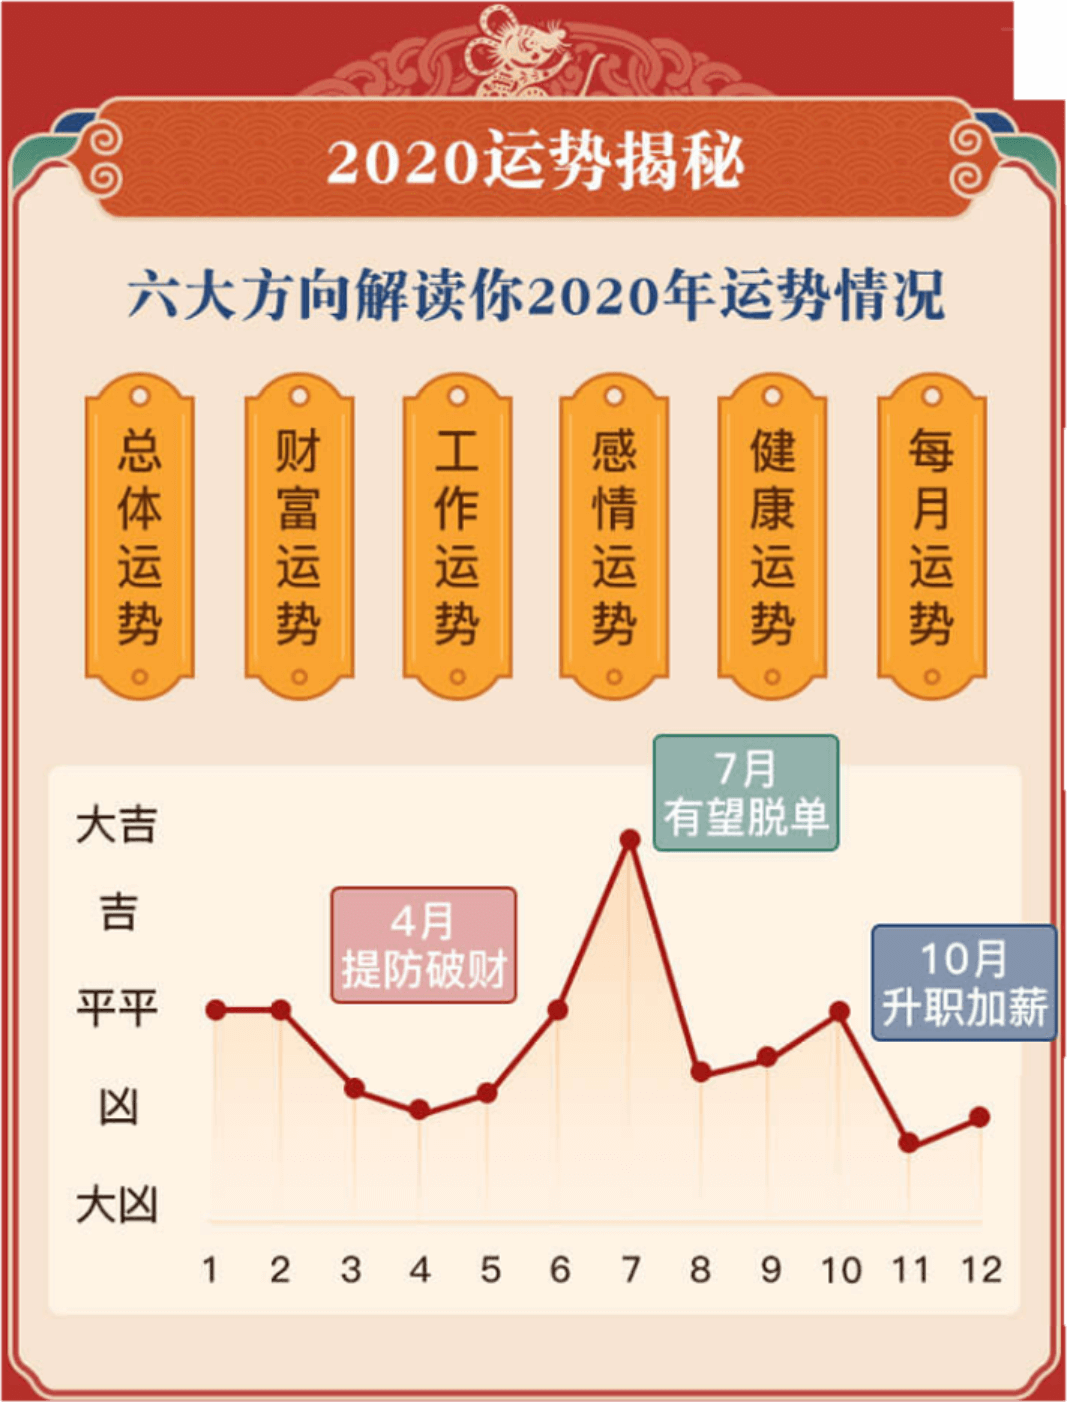 2020运势揭秘
六大方向解读你2020年运势情况
总体运势
财富运势
工作运势
感情运势
健康运势
每月运势
大吉
吉
平平
凶
大凶
4月
提防破财
7月
有望脱单
10月
升职加薪
1 2 3 4 5 6 7 8 9 10 11 12